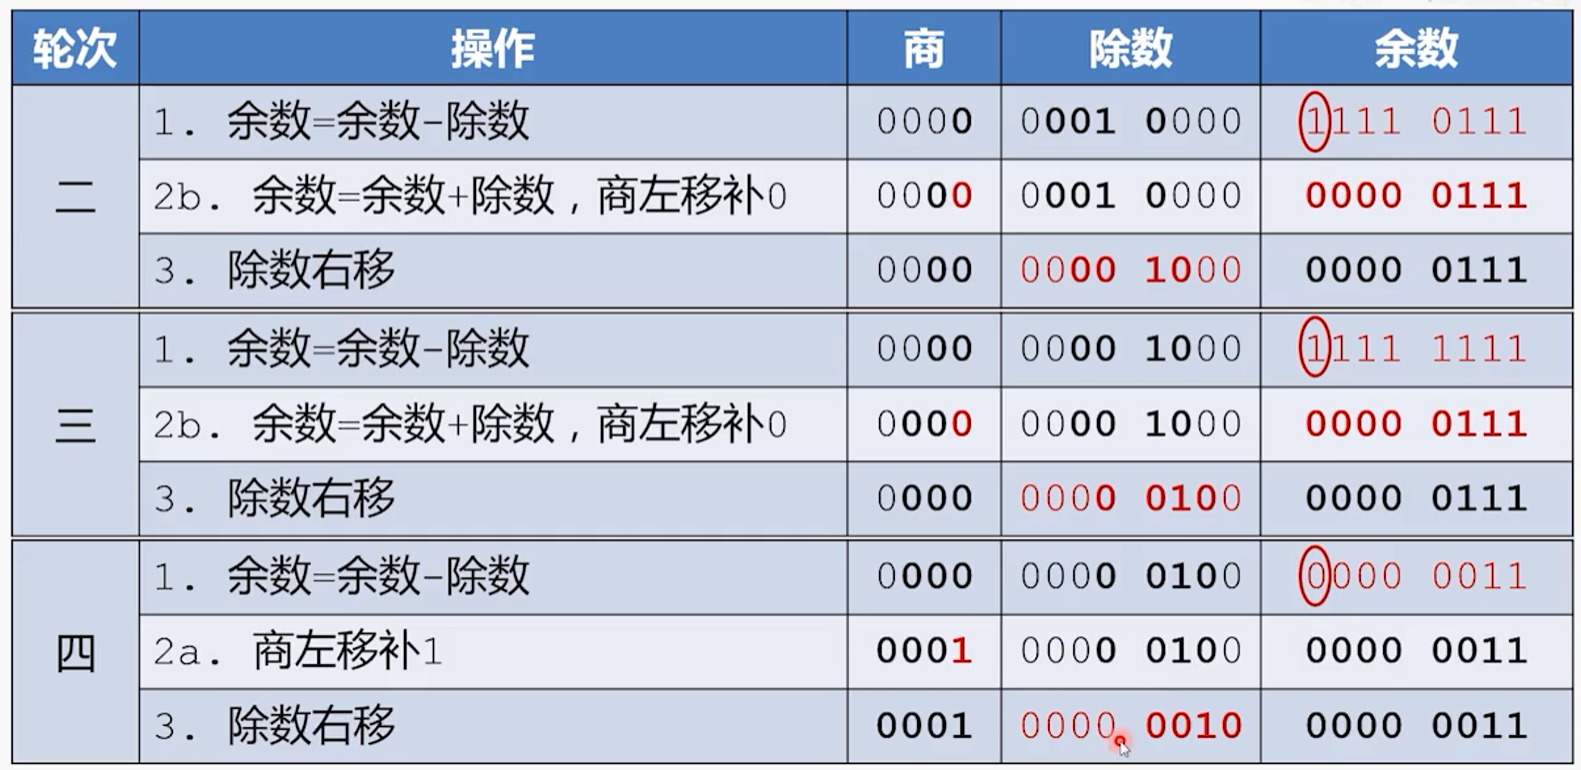 轮次 操作 商 除数 余数
二
1. 余数=余数-除数 0000 0001 0000 1111 0111
2b. 余数=余数+除数，商左移补0 0000 0001 0000 0000 0111
3. 除数右移 0000 0000 1000 0000 0111
三
1. 余数=余数-除数 0000 0000 1000 1111 1111
2b. 余数=余数+除数，商左移补0 0000 0000 1000 0000 0111
3. 除数右移 0000 0000 0100 0000 0111
四
1. 余数=余数-除数 0000 0000 0100 0000 0011
2a. 商左移补1 0001 0000 0100 0000 0011
3. 除数右移 0001 0000 0010 0000 0011